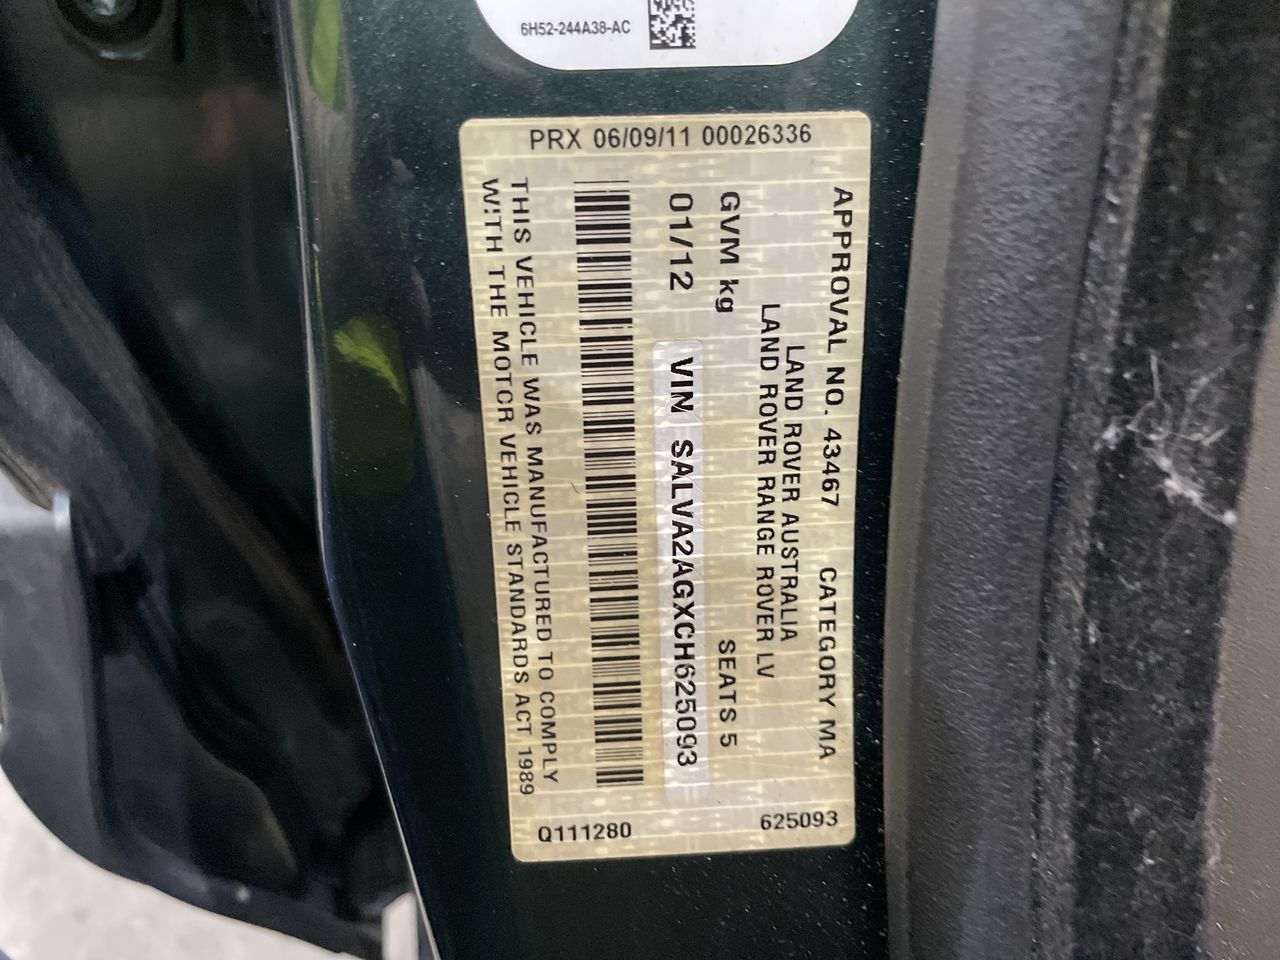 6H52-244A38-AC
PRX 06/09/11 00026336
APPROVAL NO. 43467 CATEGORY MA
LAND ROVER AUSTRALIA
LAND ROVER RANGE ROVER LV
GVM kg SEATS 5
01/12 VIN SALVA2AGXCH625093
THIS VEHICLE WAS MANUFACTURED TO COMPLY
WITH THE MOTOR VEHICLE STANDARDS ACT 1989
Q111280 625093